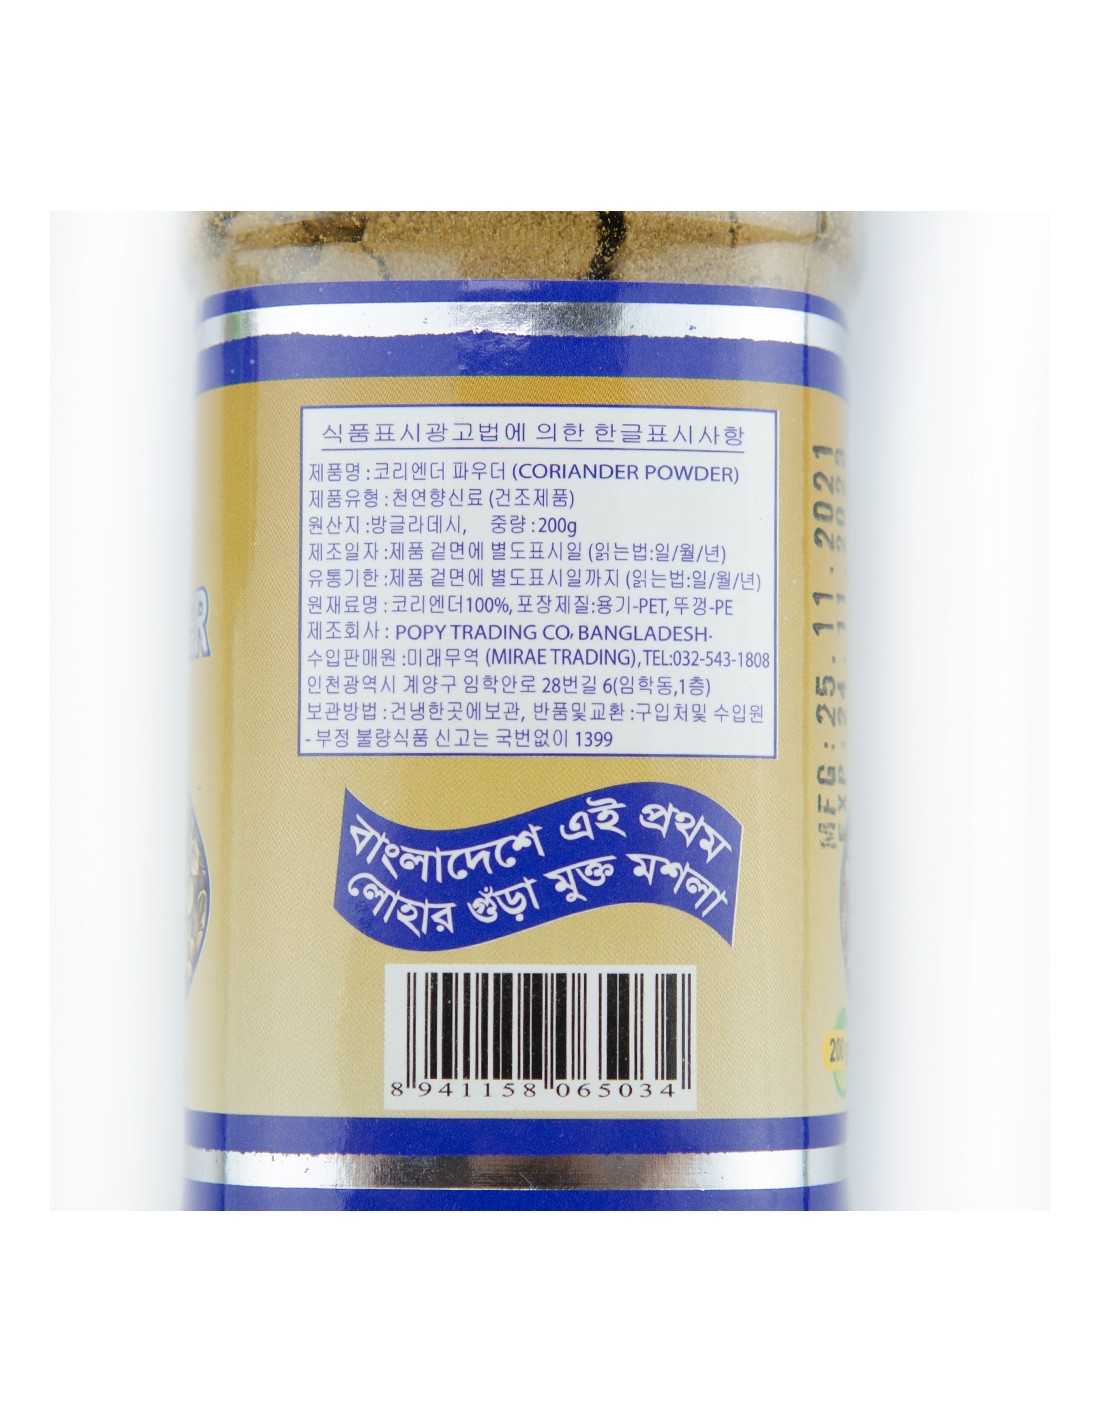 식품표시광고법에 의한 한글표시사항
제품명 : 코리엔더 파우더 (CORIANDER POWDER)
제품유형 : 천연향신료 (건조제품)
원산지 : 방글라데시, 중량 : 200g
제조일자 : 제품 겉면에 별도표시일 (읽는법:일/월/년)
유통기한 : 제품 겉면에 별도표시일까지 (읽는법:일/월/년)
원재료명 : 코리엔더100%, 포장제질:용기-PET, 뚜껑-PE
제조회사 : POPY TRADING CO, BANGLADESH.
수입판매원 : 미래무역 (MIRAE TRADING), TEL:032-543-1808
인천광역시 계양구 임학안로 28번길 6(임학동,1층)
보관방법 : 건냉한곳에보관, 반품및교환 : 구입처및 수입원
- 부정 불량식품 신고는 국번없이 1399
বাংলাদেশে এই প্রথম
লোহার গুঁড়া মুক্ত মশলা
8 941158 065034
MFG: 25.11.2021